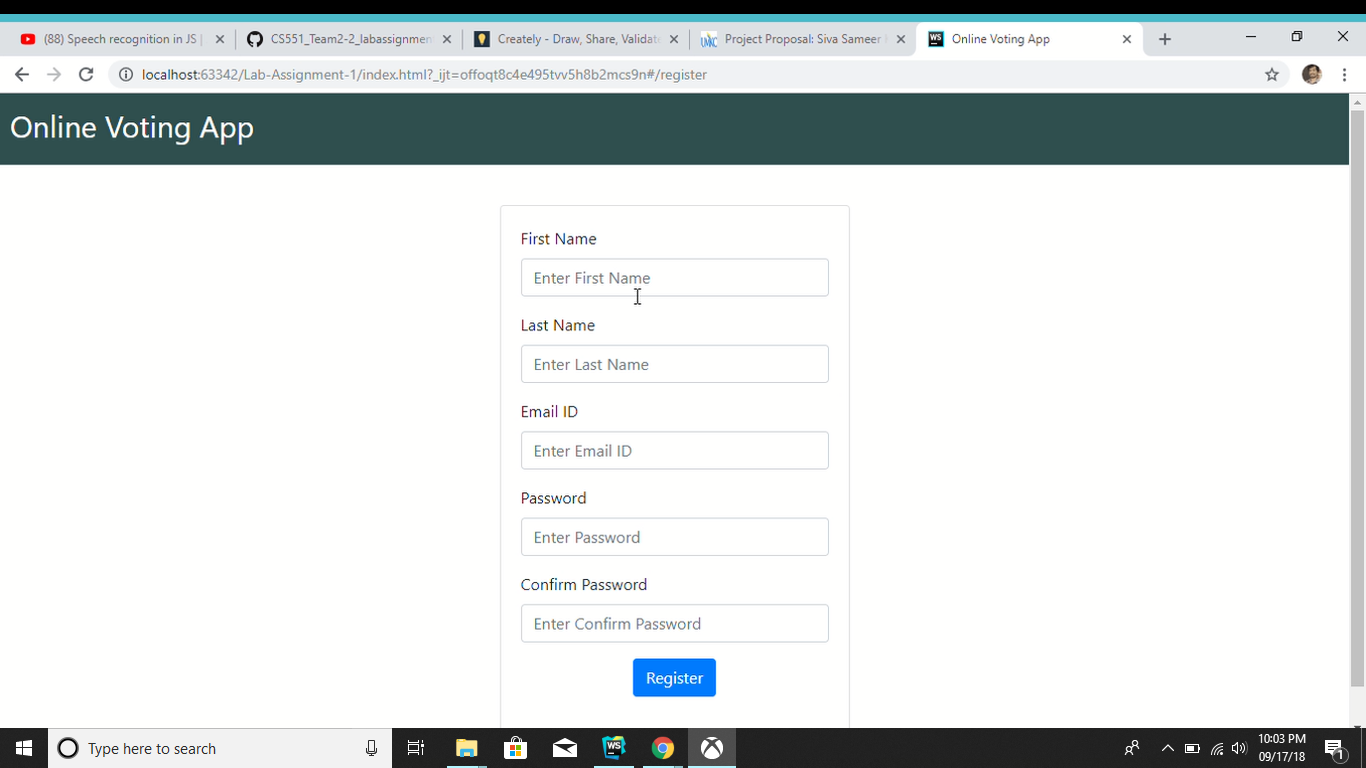 (88) Speech recognition in JS |
CS551_Team2-2_labassignmen
Creately - Draw, Share, Validat
Project Proposal: Siva Sameer
WS
Online Voting App
localhost:63342/Lab-Assignment-1/index.html?_ijt=offoqt8c4e495tvv5h8b2mcs9n#/register
Online Voting App
First Name
Enter First Name
Last Name
Enter Last Name
Email ID
Enter Email ID
Password
Enter Password
Confirm Password
Enter Confirm Password
Register
Type here to search
WS
10:03 PM
09/17/18
1